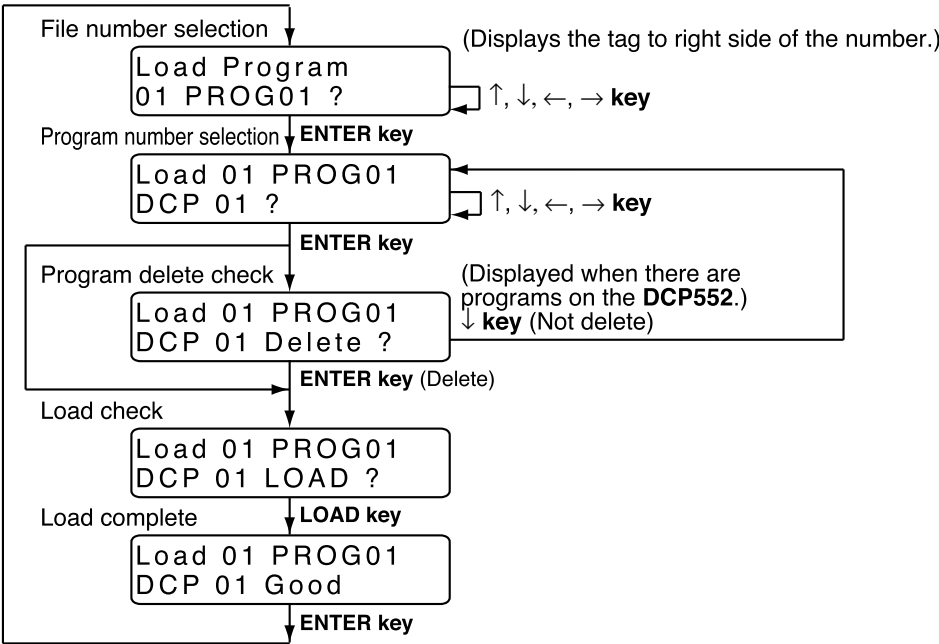 File number selection
(Displays the tag to right side of the number.)
Load Program
01 PROG01 ?
↑, ↓, ←, → key
ENTER key
Program number selection
Load 01 PROG01
DCP 01 ?
↑, ↓, ←, → key
ENTER key
Program delete check
(Displayed when there are
programs on the DCP552.)
↓ key (Not delete)
Load 01 PROG01
DCP 01 Delete ?
ENTER key (Delete)
Load check
Load 01 PROG01
DCP 01 LOAD ?
LOAD key
Load complete
Load 01 PROG01
DCP 01 Good
ENTER key